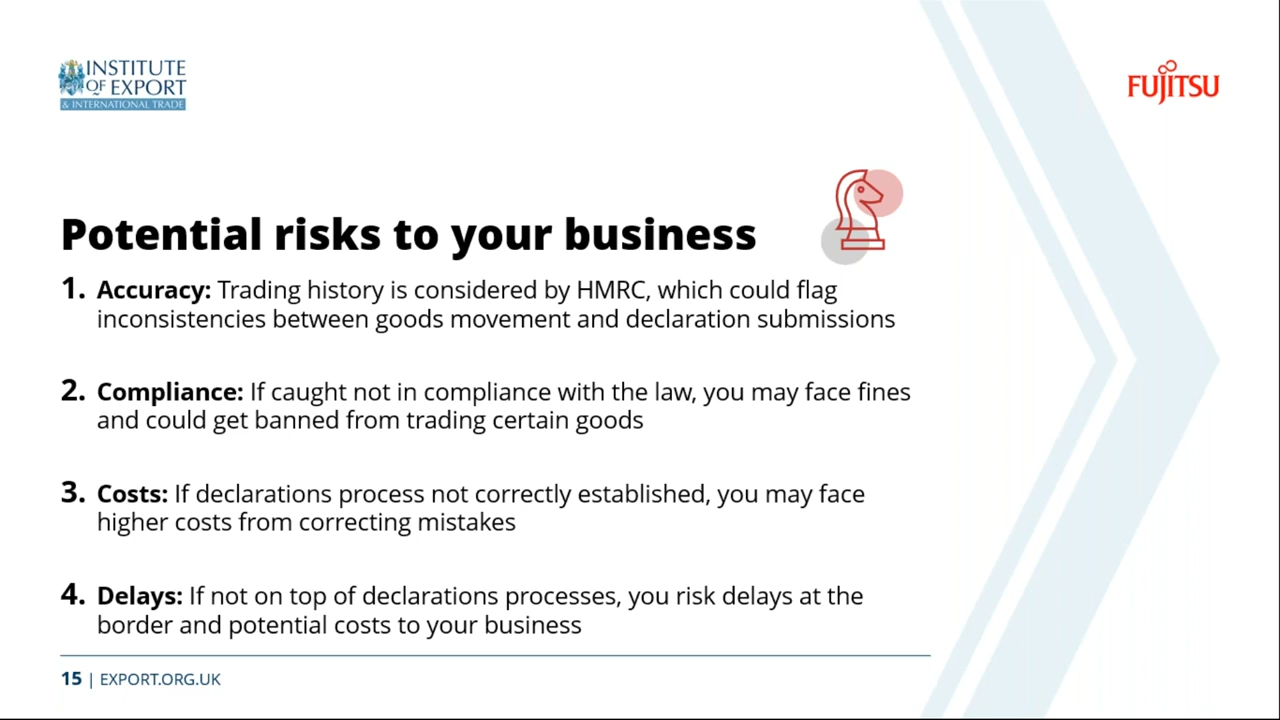 INSTITUTE
OF EXPORT
& INTERNATIONAL TRADE
FUJITSU
Potential risks to your business
1. Accuracy: Trading history is considered by HMRC, which could flag
inconsistencies between goods movement and declaration submissions
2. Compliance: If caught not in compliance with the law, you may face fines
and could get banned from trading certain goods
3. Costs: If declarations process not correctly established, you may face
higher costs from correcting mistakes
4. Delays: If not on top of declarations processes, you risk delays at the
border and potential costs to your business
15 | EXPORT.ORG.UK